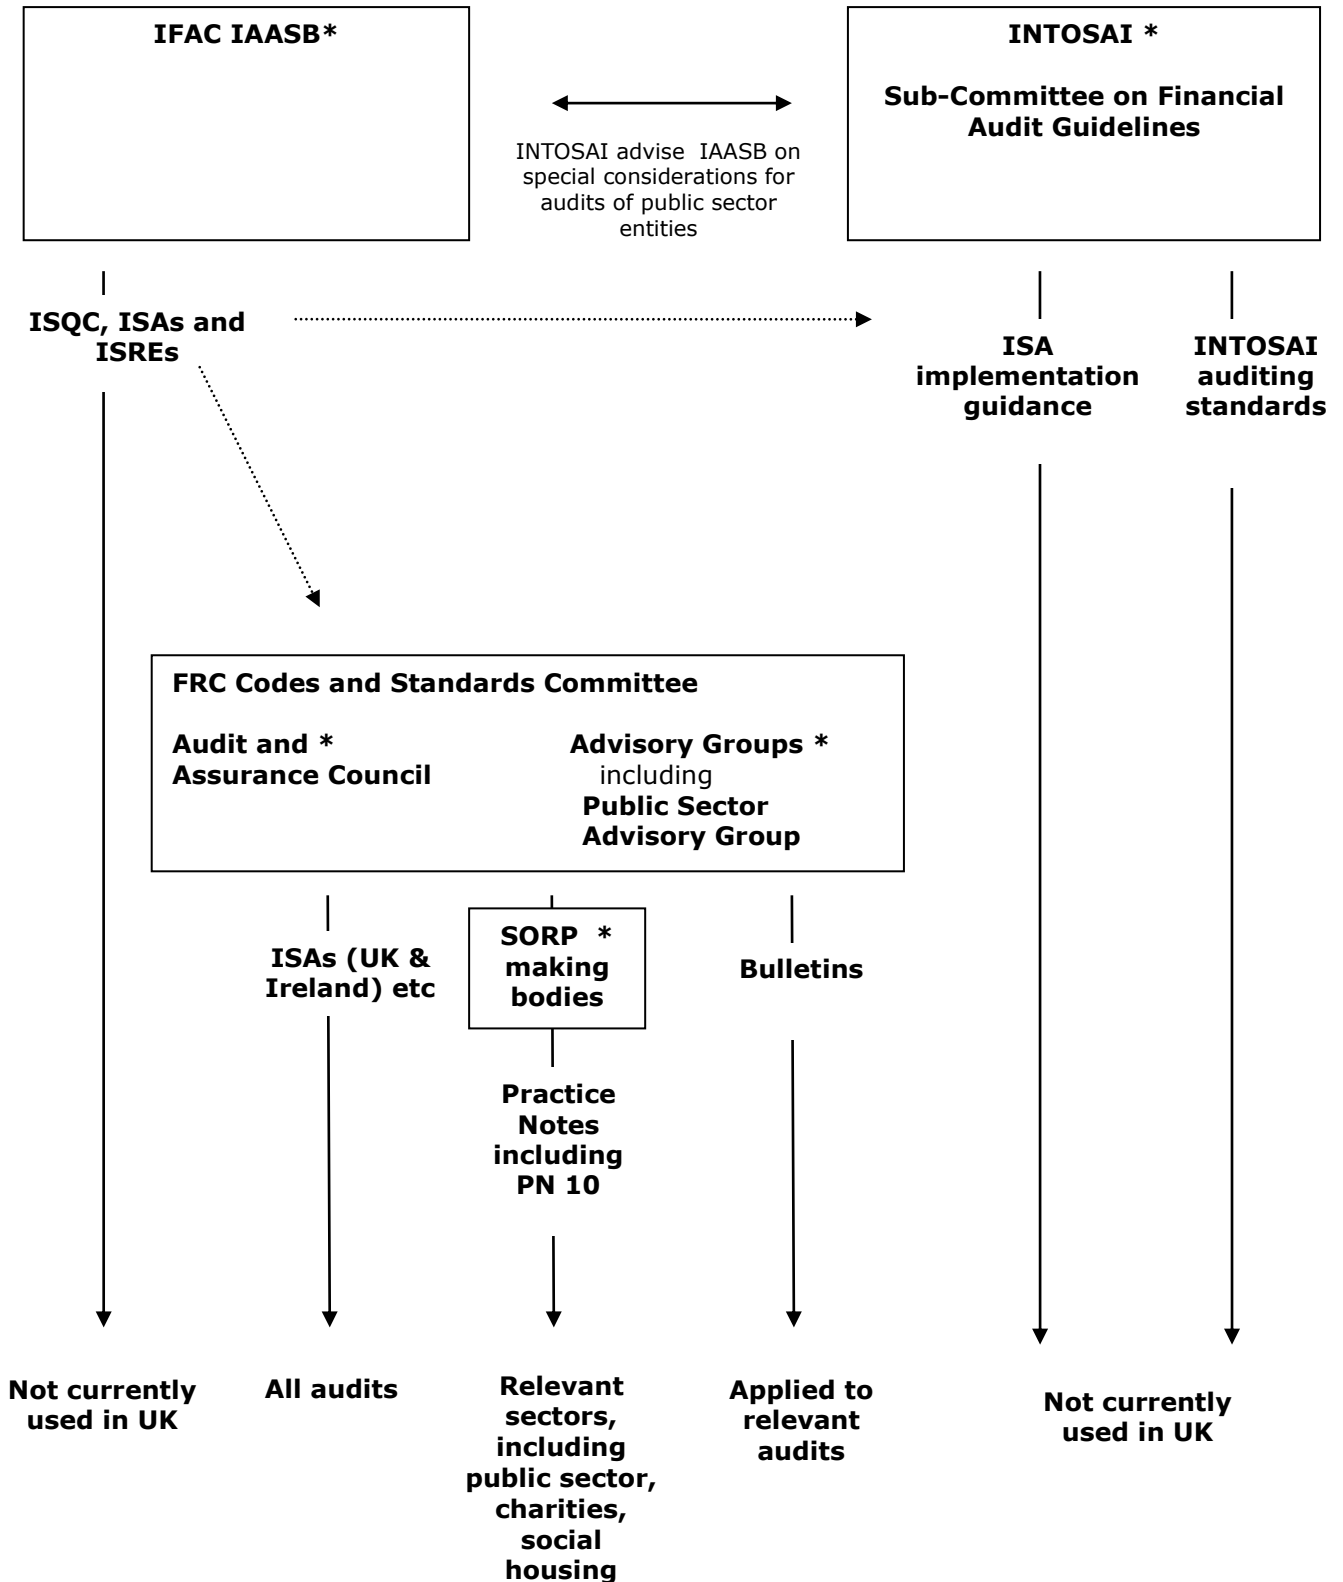 IFAC IAASB*
INTOSAI *
Sub-Committee on Financial
Audit Guidelines
INTOSAI advise IAASB on
special considerations for
audits of public sector
entities
ISQC, ISAs and
ISREs
ISA
implementation
guidance
INTOSAI
auditing
standards
FRC Codes and Standards Committee
Audit and *
Assurance Council
Advisory Groups *
including
Public Sector
Advisory Group
ISAs (UK &
Ireland) etc
SORP *
making
bodies
Bulletins
Practice
Notes
including
PN 10
Not currently
used in UK
All audits
Relevant
sectors,
including
public sector,
charities,
social
housing
Applied to
relevant
audits
Not currently
used in UK